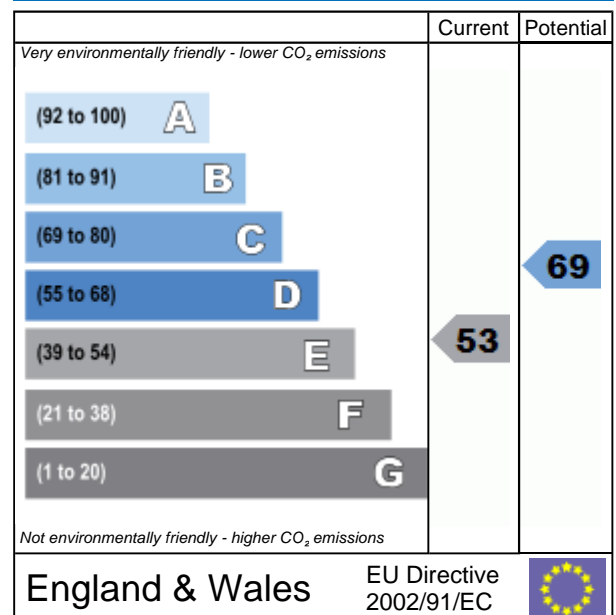 Current Potential
Very environmentally friendly - lower CO₂ emissions
(92 to 100) A
(81 to 91) B
(69 to 80) C
69
(55 to 68) D
53
(39 to 54) E
(21 to 38) F
(1 to 20) G
Not environmentally friendly - higher CO₂ emissions
England & Wales
EU Directive
2002/91/EC